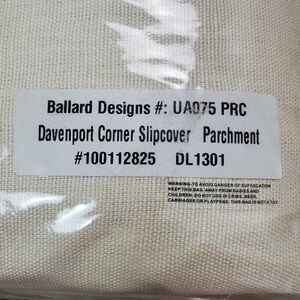 Ballard Designs #: UA975 PRC
Davenport Corner Slipcover Parchment
#100112825 DL1301
WARNING-TO AVOID DANGER OF SUFFOCATION
KEEP THIS BAG AWAY FROM BABIES AND
CHILDREN. DO NOT USE IN CRIBS, BEDS,
CARRIAGES OR PLAYPENS. THIS BAG IS NOT A TOY.